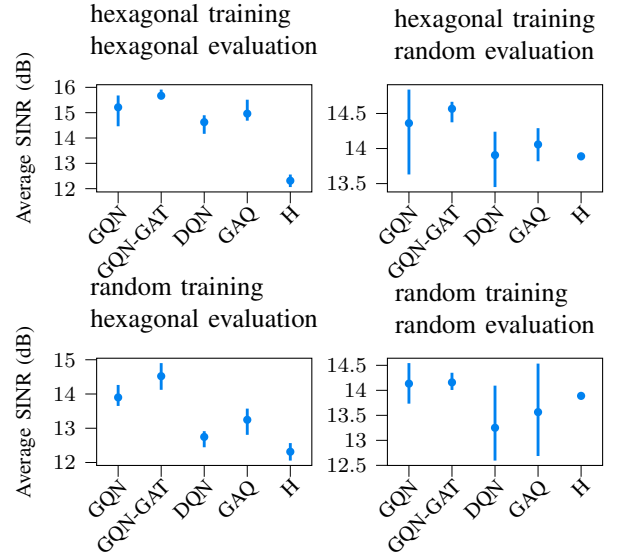 hexagonal training
hexagonal evaluation
Average SINR (dB)
16
15
14
13
12
GQN
GQN-GAT
DQN
GAQ
H
hexagonal training
random evaluation
14.5
14
13.5
GQN
GQN-GAT
DQN
GAQ
H
random training
hexagonal evaluation
Average SINR (dB)
15
14
13
12
GQN
GQN-GAT
DQN
GAQ
H
random training
random evaluation
14.5
14
13.5
13
12.5
GQN
GQN-GAT
DQN
GAQ
H